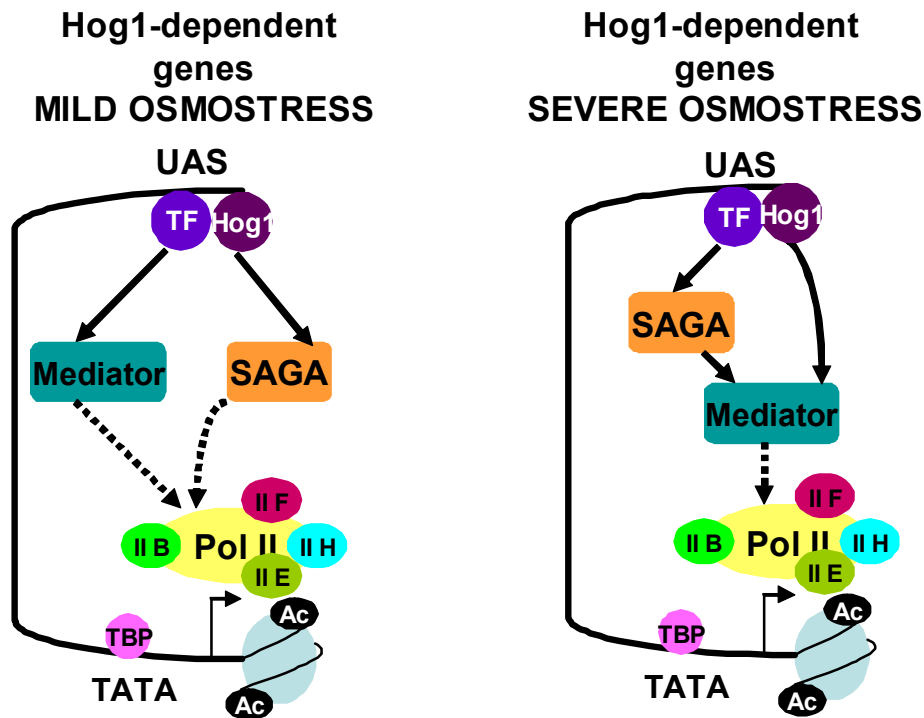 Hog1-dependent
genes
MILD OSMOSTRESS
UAS
TF
Hog1
Mediator
SAGA
II F
II B
Pol II
II H
II E
Ac
TBP
TATA
Ac
Hog1-dependent
genes
SEVERE OSMOSTRESS
UAS
TF
Hog1
SAGA
Mediator
II F
II B
Pol II
II H
II E
Ac
TBP
TATA
Ac